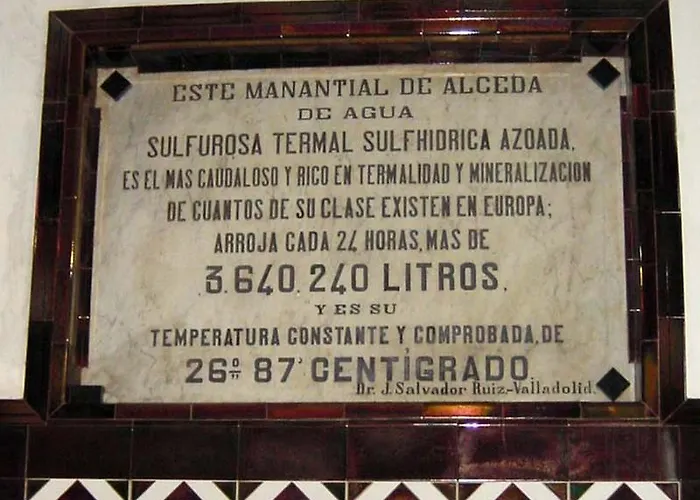 ESTE MANANTIAL DE ALCEDA
DE AGUA
SULFUROSA TERMAL SULFHIDRICA AZOADA,
ES EL MAS CAUDALOSO Y RICO EN TERMALIDAD Y MINERALIZACION
DE CUANTOS DE SU CLASE EXISTEN EN EUROPA;
ARROJA CADA 24 HORAS, MAS DE
3.640.240 LITROS.
Y ES SU
TEMPERATURA CONSTANTE Y COMPROBADA, DE
26º 87' CENTÍGRADO.
Dr. J. Salvador Ruiz.-Valladolid.